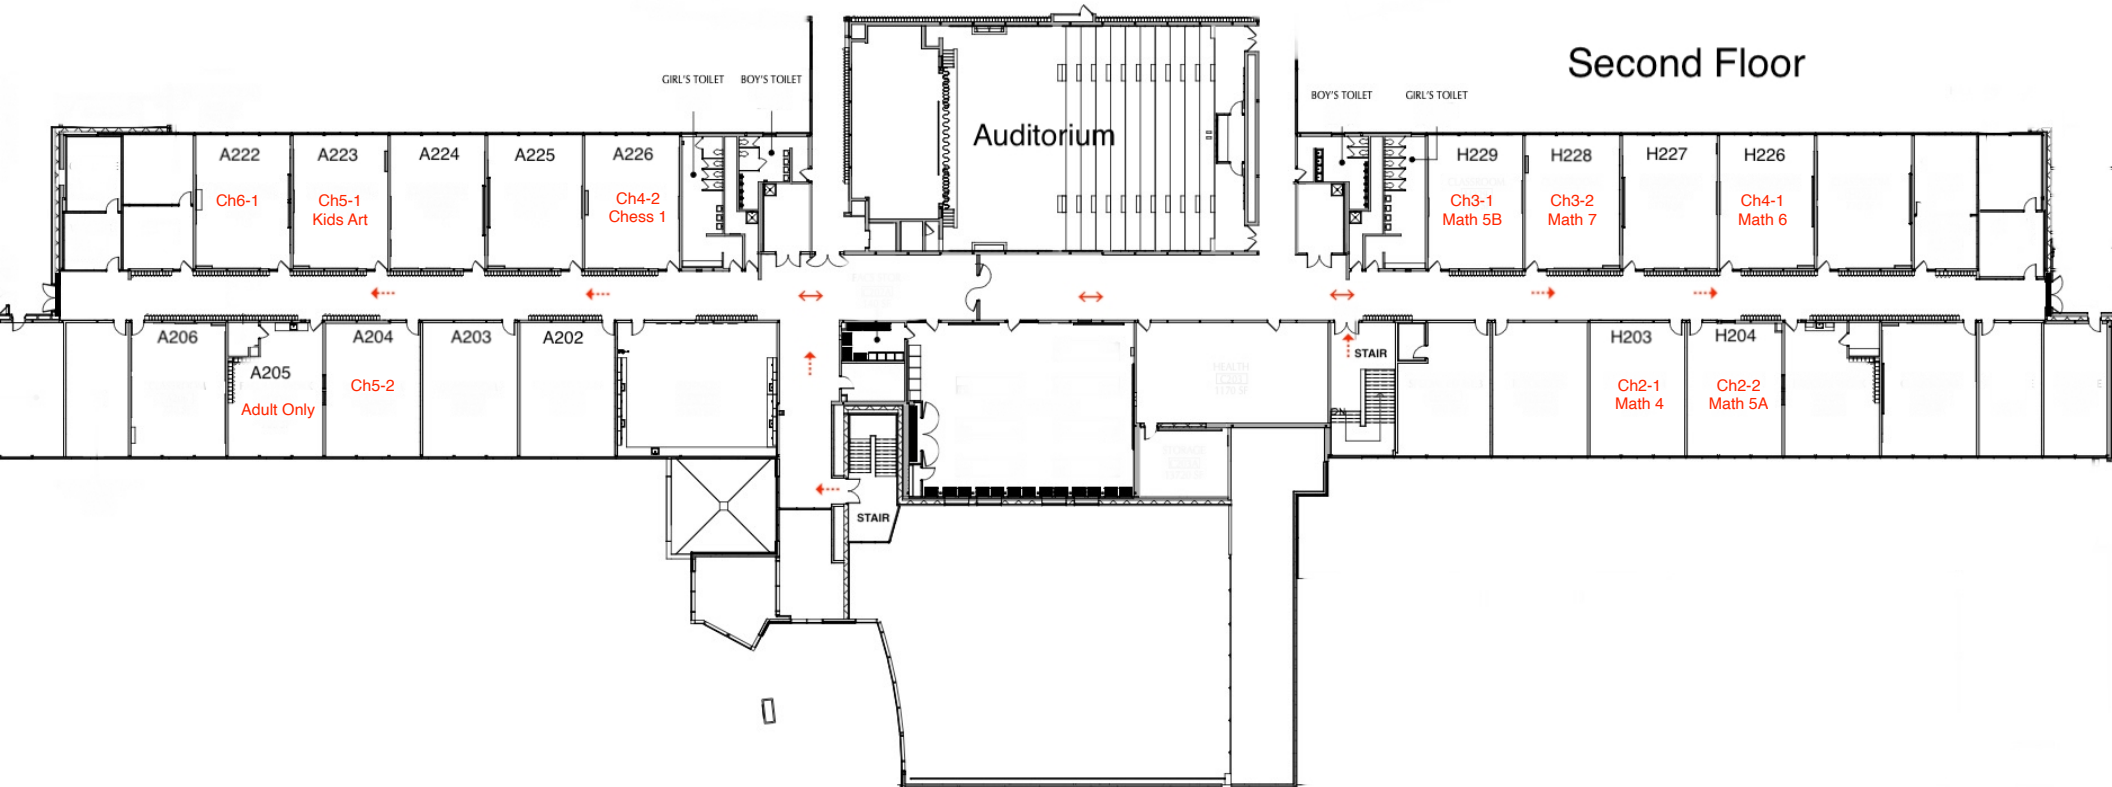 Second Floor
GIRL'S TOILET
BOY'S TOILET
BOY'S TOILET
GIRL'S TOILET
Auditorium
A222
Ch6-1
A223
Ch5-1
Kids Art
A224
A225
A226
Ch4-2
Chess 1
H229
Ch3-1
Math 5B
H228
Ch3-2
Math 7
H227
H226
Ch4-1
Math 6
A206
A205
Adult Only
A204
Ch5-2
A203
A202
STAIR
HEALTH
STAIR
DN
H203
Ch2-1
Math 4
H204
Ch2-2
Math 5A
STORAGE